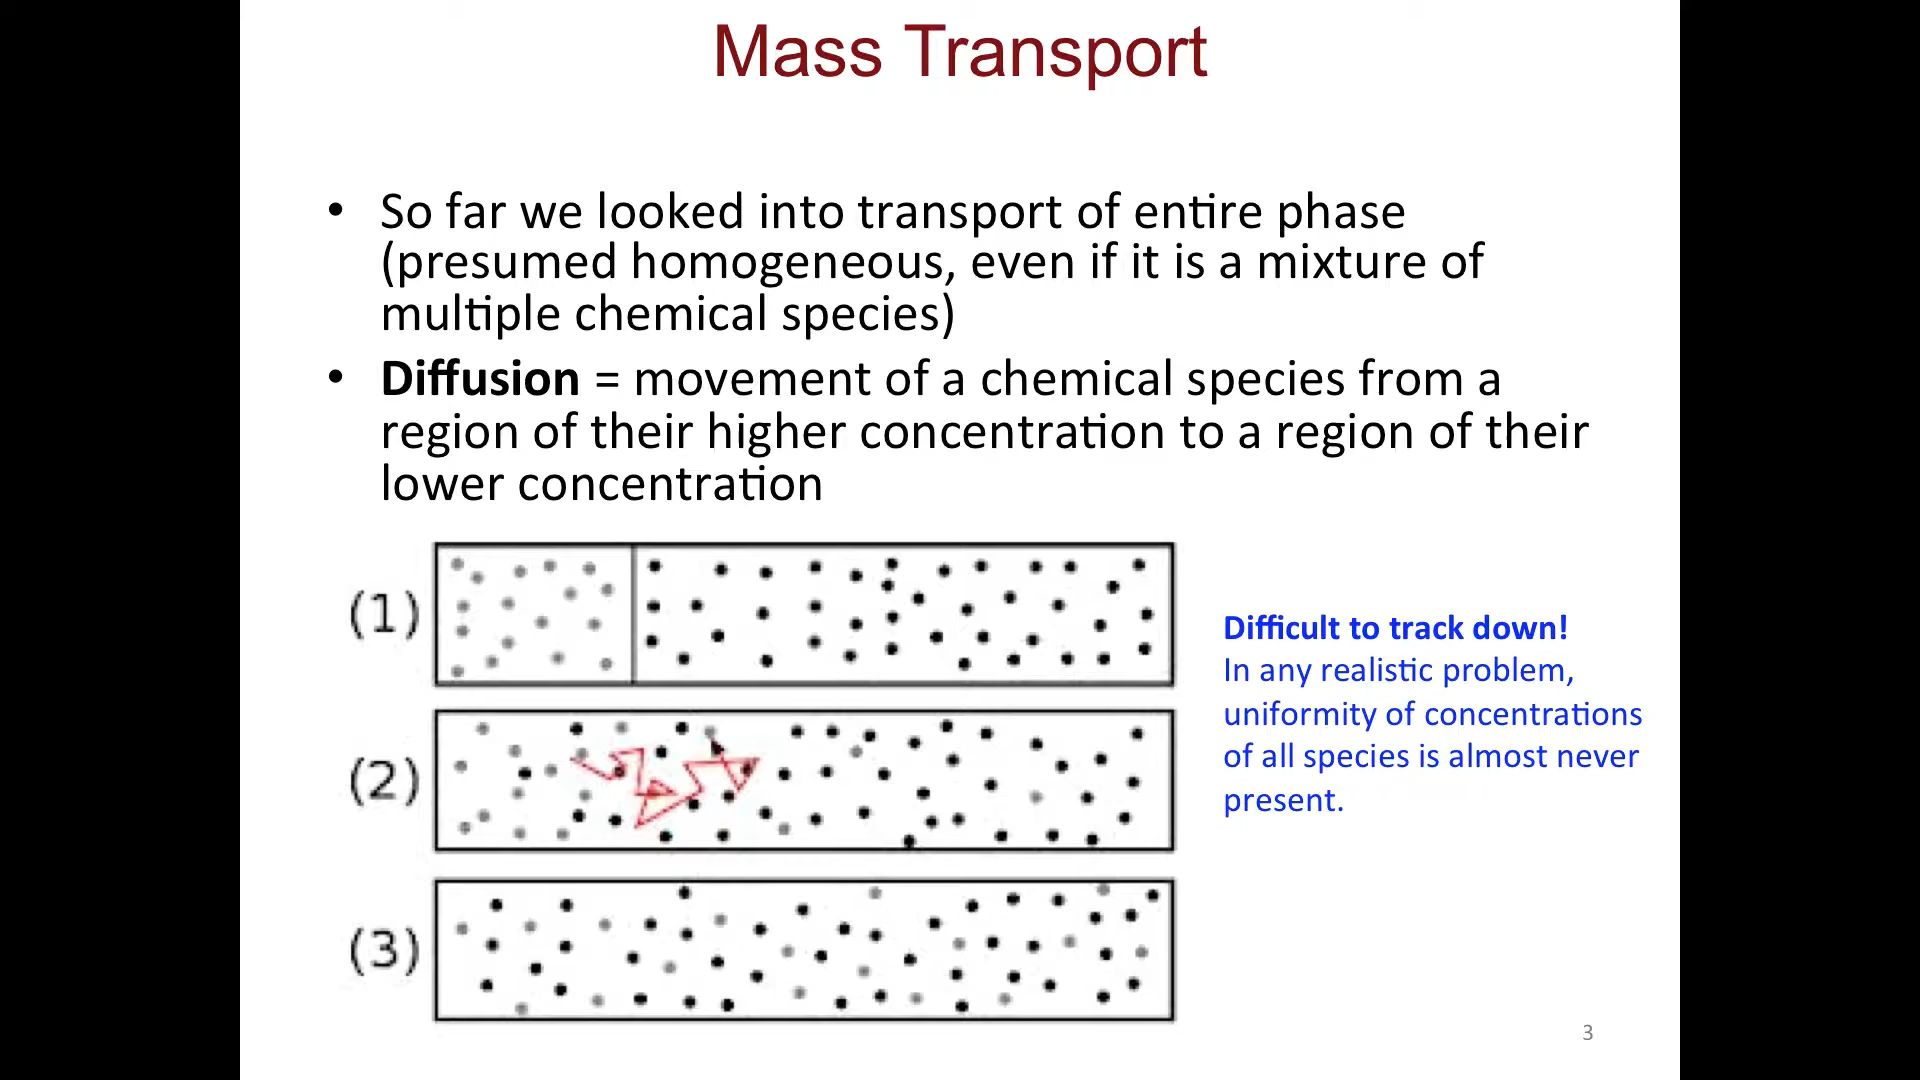 Mass Transport
• So far we looked into transport of entire phase
(presumed homogeneous, even if it is a mixture of
multiple chemical species)
• Diffusion = movement of a chemical species from a
region of their higher concentration to a region of their
lower concentration
(1)
Difficult to track down!
In any realistic problem,
uniformity of concentrations
of all species is almost never
present.
(2)
(3)
3